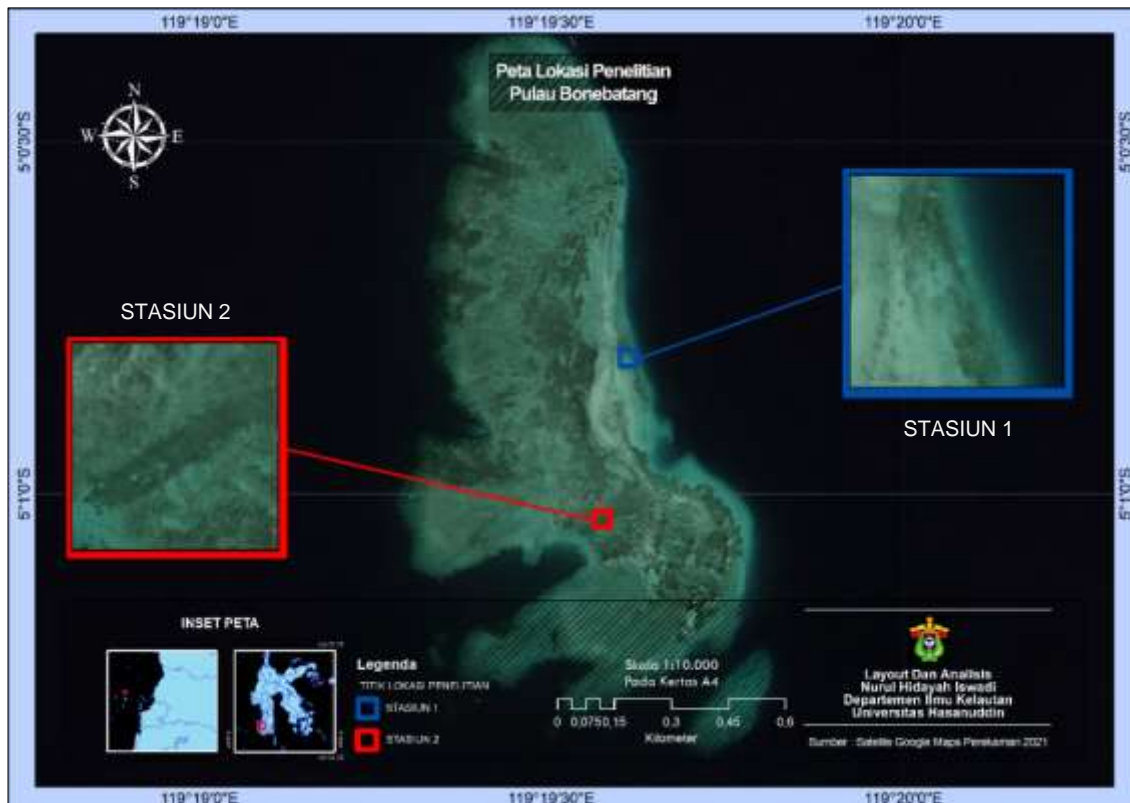 119°19'0"E
119°19'30"E
119°20'0"E
Peta Lokasi Penelitian
Pulau Bonebatang
N
W
E
S
5°0'30"S
5°0'30"S
STASIUN 2
STASIUN 1
5°1'0"S
5°1'0"S
INSET PETA
Legenda
TITIK LOKASI PENELITIAN
STASIUN 1
STASIUN 2
Skala 1:10.000
Pada Kertas A4
0 0,075 0,15 0,3 0,45 0,6
Kilometer
Layout Dan Analisis
Nurul Hidayah Iswadi
Departemen Ilmu Kelautan
Universitas Hasanuddin
Sumber : Satelite Google Maps Perekaman 2021
119°19'0"E
119°19'30"E
119°20'0"E